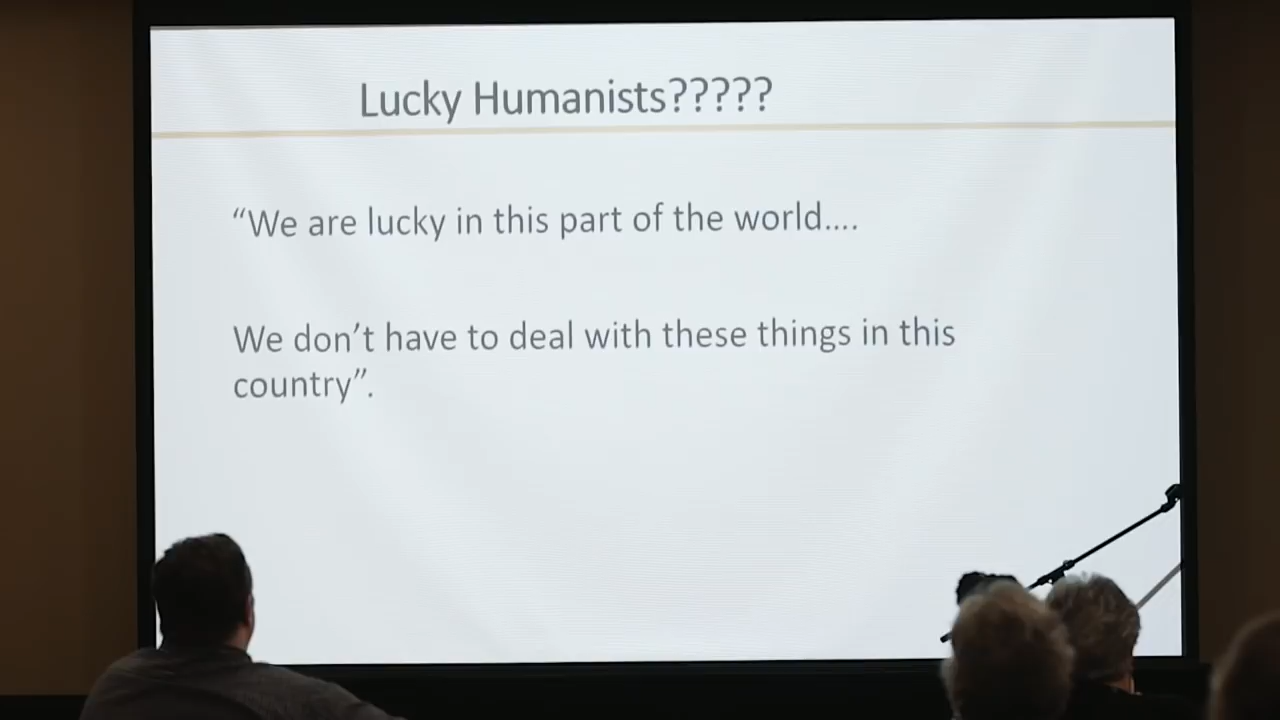 Lucky Humanists?????
“We are lucky in this part of the world....
We don’t have to deal with these things in this
country”.